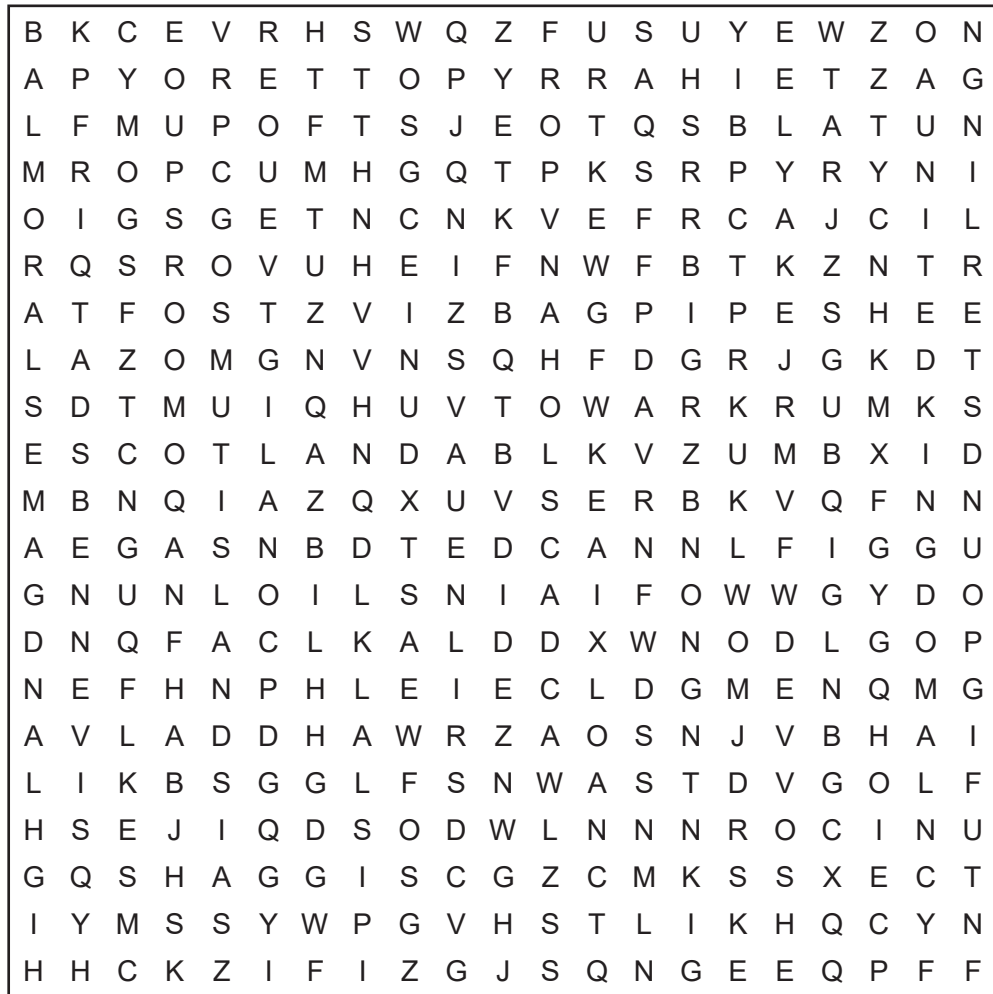 B K C E V R H S W Q Z F U S U Y E W Z O N
A P Y O R E T T O P Y R R A H I E T Z A G
L F M U P O F T S J E O T Q S B L A T U N
M R O P C U M H G Q T P K S R P Y R Y N I
O I G S G E T N C N K V E F R C A J C I L
R Q S R O V U H E I F N W F B T K Z N T R
A T F O S T Z V I Z B A G P I P E S H E E
L A Z O M G N V N S Q H F D G R J G K D T
S D T M U I Q H U V T O W A R K R U M K S
E S C O T L A N D A B L K V Z U M B X I D
M B N Q I A Z Q X U V S E R B K V Q F N N
A E G A S N B D T E D C A N N L F I G G U
G N U N L O I L S N I A I F O W W G Y D O
D N Q F A C L K A L D D X W N O D L G O P
N E F H N P H L E I E C L D G M E N Q M G
A V L A D D H A W R Z A O S N J V B H A I
L I K B S G G L F S N W A S T D V G O L F
H S E J I Q D S O D W L N N N R O C I N U
G Q S H A G G I S C G Z C M K S S X E C T
I Y M S S Y W P G V H S T L I K H Q C Y N
H H C K Z I F I Z G J S Q N G E E Q P F F